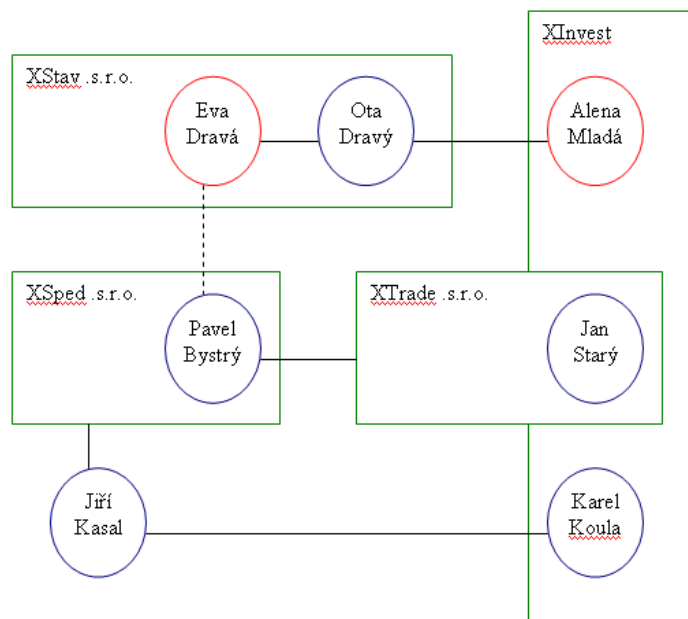 XInvest
XStav .s.r.o.
Eva
Dravá
Ota
Dravý
Alena
Mladá
XSped .s.r.o.
XTrade .s.r.o.
Pavel
Bystrý
Jan
Starý
Jiří
Kasal
Karel
Koula